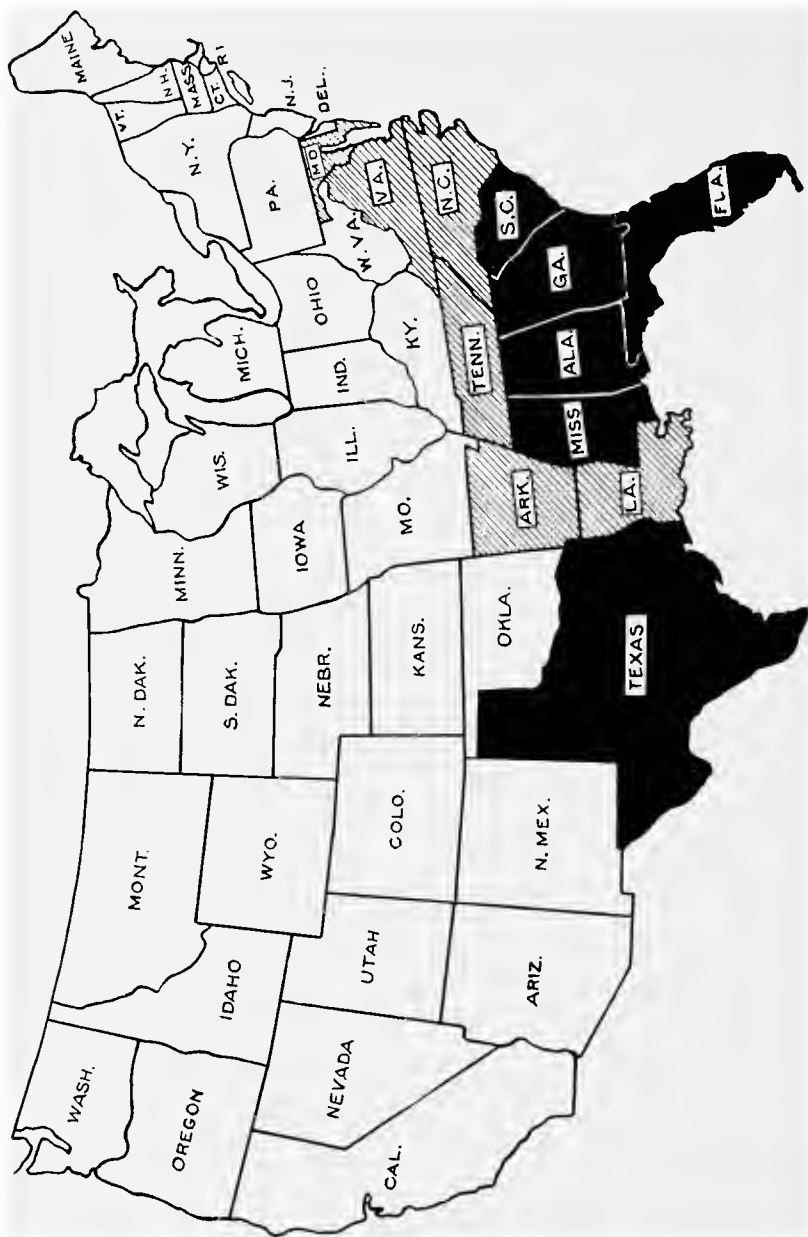 WASH.
OREGON
CAL.
NEVADA
IDAHO
MONT.
WYO.
UTAH
ARIZ.
COLO.
N. MEX.
N. DAK.
S. DAK.
NEBR.
KANS.
OKLA.
TEXAS
MINN.
IOWA
MO.
ARK.
LA.
WIS.
ILL.
MICH.
IND.
OHIO
KY.
TENN.
MISS
ALA.
GA.
FLA.
S.C.
N.C.
VA.
W. VA.
MD.
DEL.
PA.
N.J.
N.Y.
CT.
RI
MASS
VT.
N.H.
MAINE